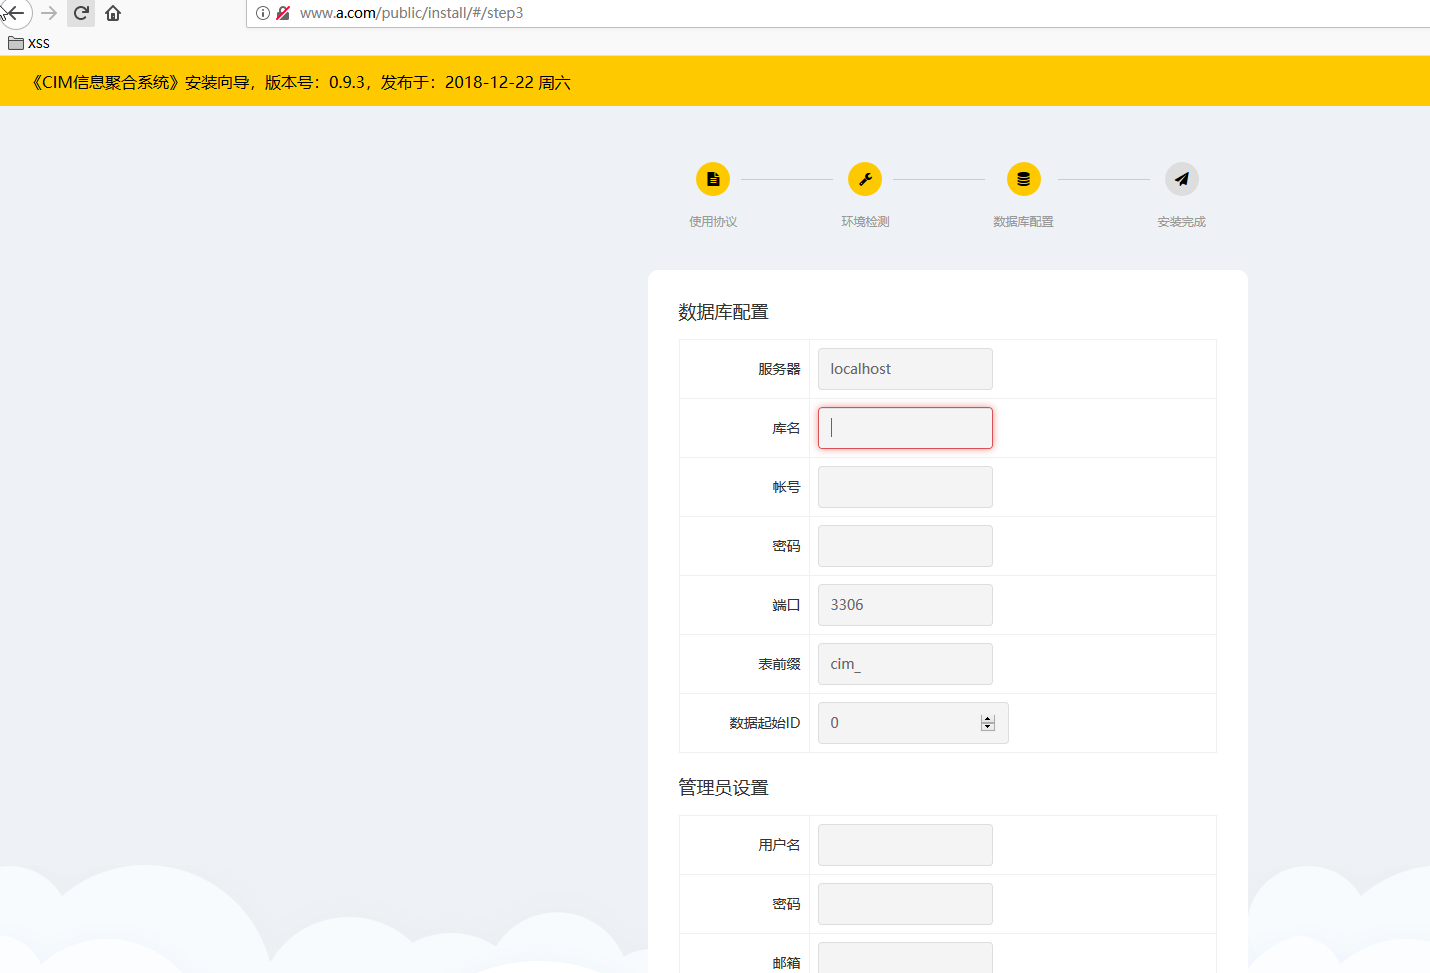 www.a.com/public/install/#/step3
XSS
《CIM信息聚合系统》安装向导，版本号：0.9.3，发布于：2018-12-22 周六
使用协议 环境检测 数据库配置 安装完成
数据库配置
服务器 localhost
库名
帐号
密码
端口 3306
表前缀 cim_
数据起始ID 0
管理员设置
用户名
密码
邮箱